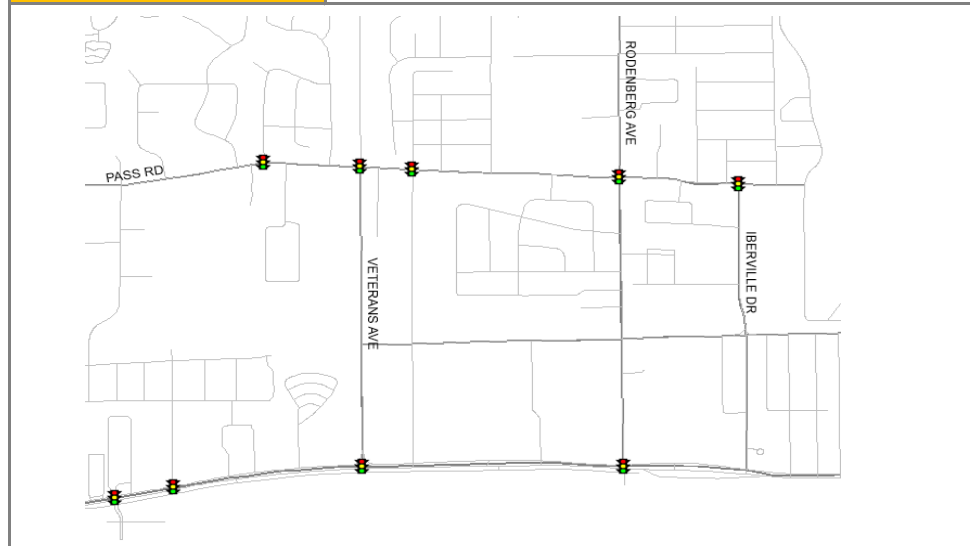 RODENBERG AVE
PASS RD
VETERANS AVE
IBERVILLE DR